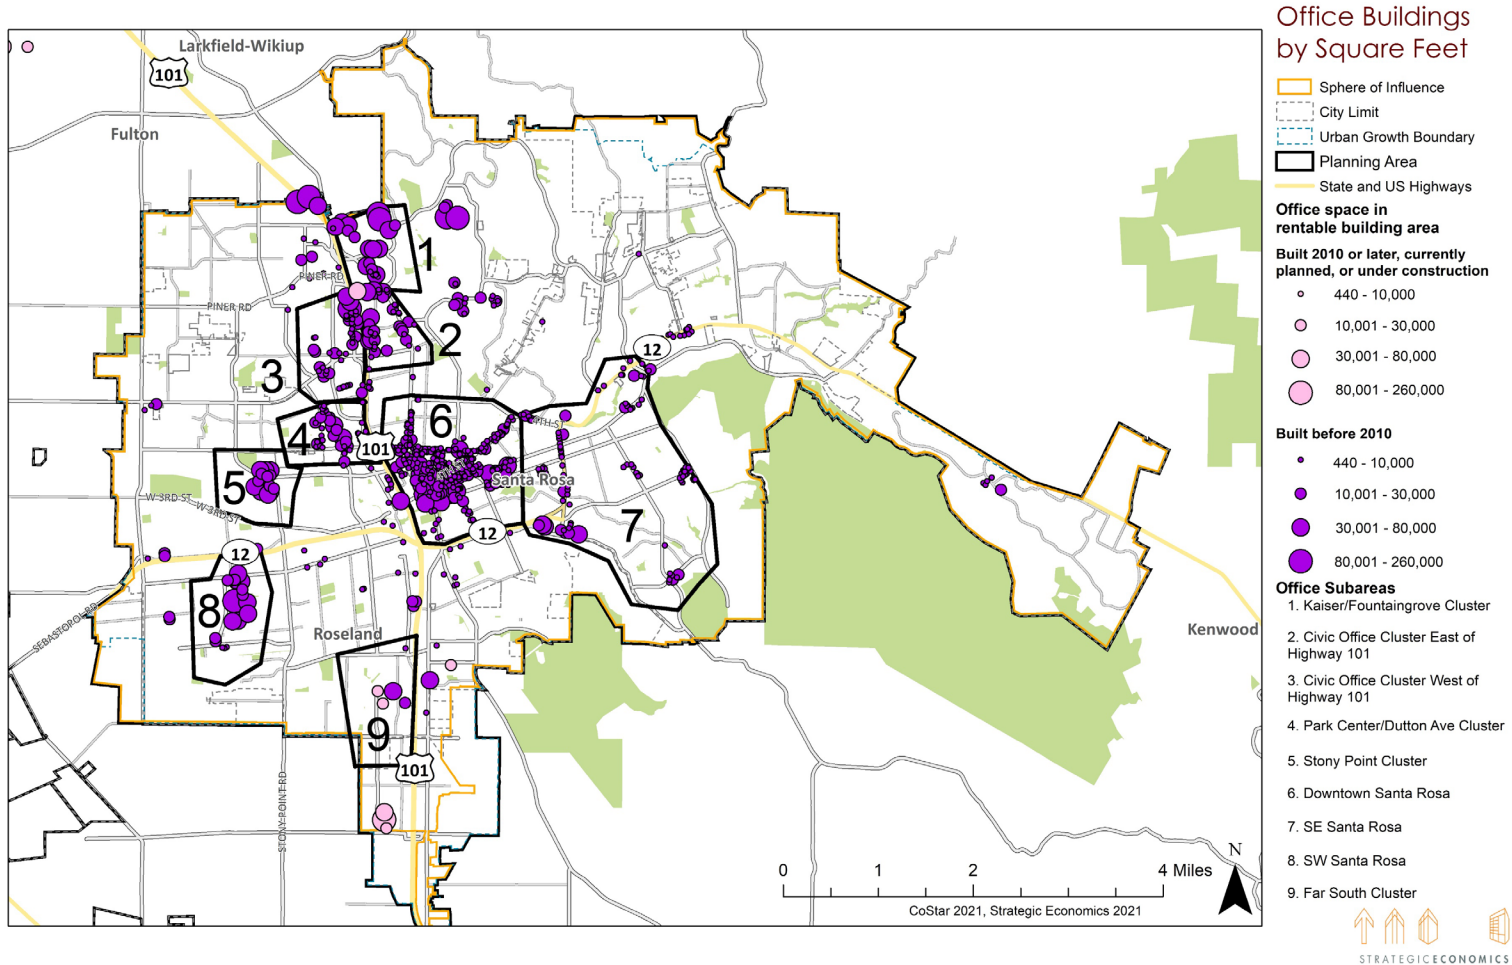 Office Buildings
by Square Feet
Sphere of Influence
City Limit
Urban Growth Boundary
Planning Area
State and US Highways
Office space in
rentable building area
Built 2010 or later, currently
planned, or under construction
440 - 10,000
10,001 - 30,000
30,001 - 80,000
80,001 - 260,000
Built before 2010
440 - 10,000
10,001 - 30,000
30,001 - 80,000
80,001 - 260,000
Office Subareas
1. Kaiser/Fountaingrove Cluster
2. Civic Office Cluster East of
Highway 101
3. Civic Office Cluster West of
Highway 101
4. Park Center/Dutton Ave Cluster
5. Stony Point Cluster
6. Downtown Santa Rosa
7. SE Santa Rosa
8. SW Santa Rosa
9. Far South Cluster
STRATEGICECONOMICS
Larkfield-Wikiup
101
Fulton
1
PINER RD
PINER RD
2
12
3
6
4TH ST
4
101
5
Santa Rosa
W 3RD ST
W 3RD ST
7
12
12
8
SEBASTOPOL RD
Roseland
Kenwood
9
101
STONY POINT RD
0 1 2 4 Miles
N
CoStar 2021, Strategic Economics 2021